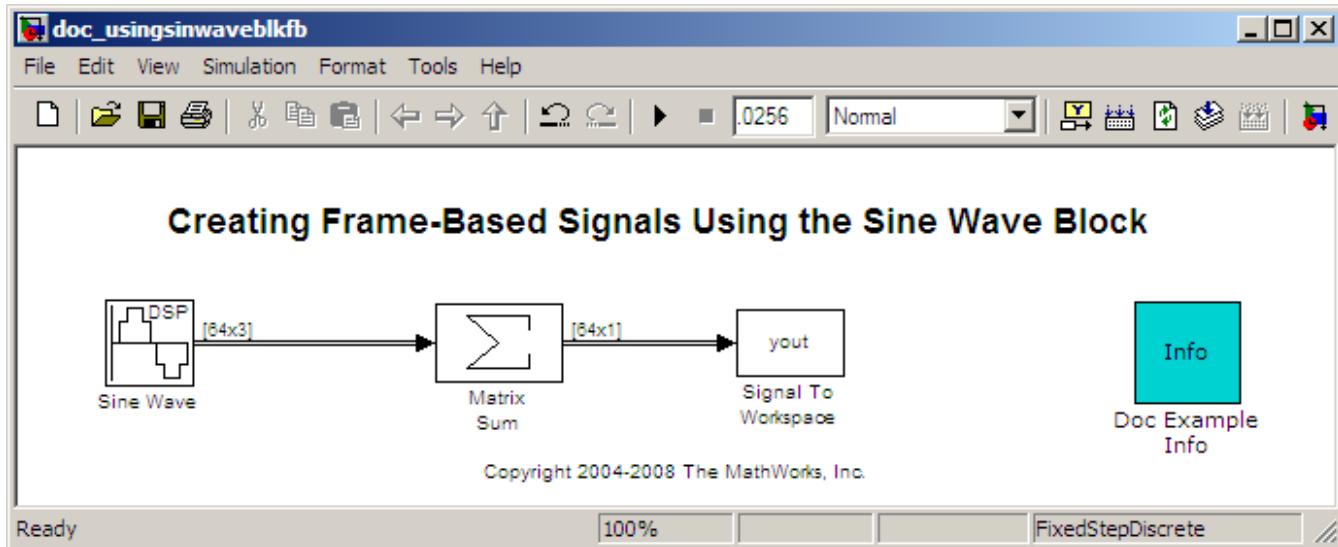 doc_usingsinwaveblkfb
File Edit View Simulation Format Tools Help
.0256 Normal
Creating Frame-Based Signals Using the Sine Wave Block
DSP
[64x3]
Sine Wave
Matrix
Sum
[64x1]
yout
Signal To
Workspace
Info
Doc Example
Info
Copyright 2004-2008 The MathWorks, Inc.
Ready 100% FixedStepDiscrete